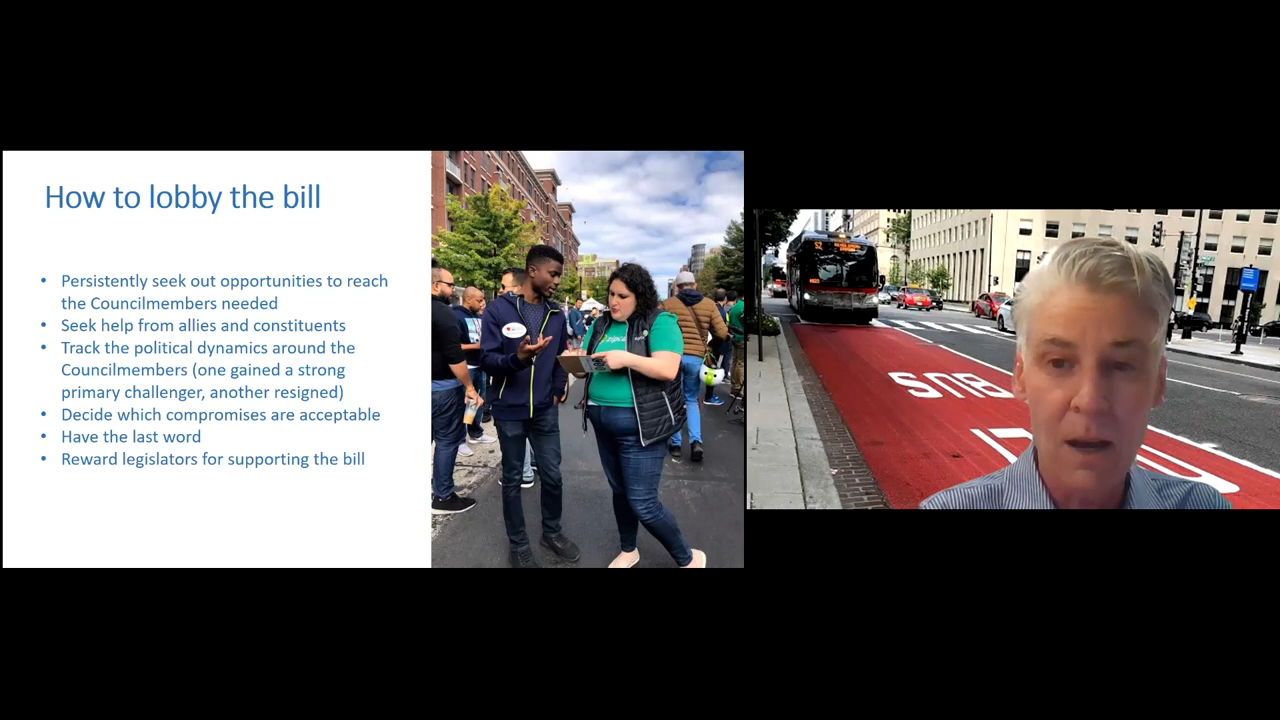 How to lobby the bill
• Persistently seek out opportunities to reach
the Councilmembers needed
• Seek help from allies and constituents
• Track the political dynamics around the
Councilmembers (one gained a strong
primary challenger, another resigned)
• Decide which compromises are acceptable
• Have the last word
• Reward legislators for supporting the bill
S2
BUS